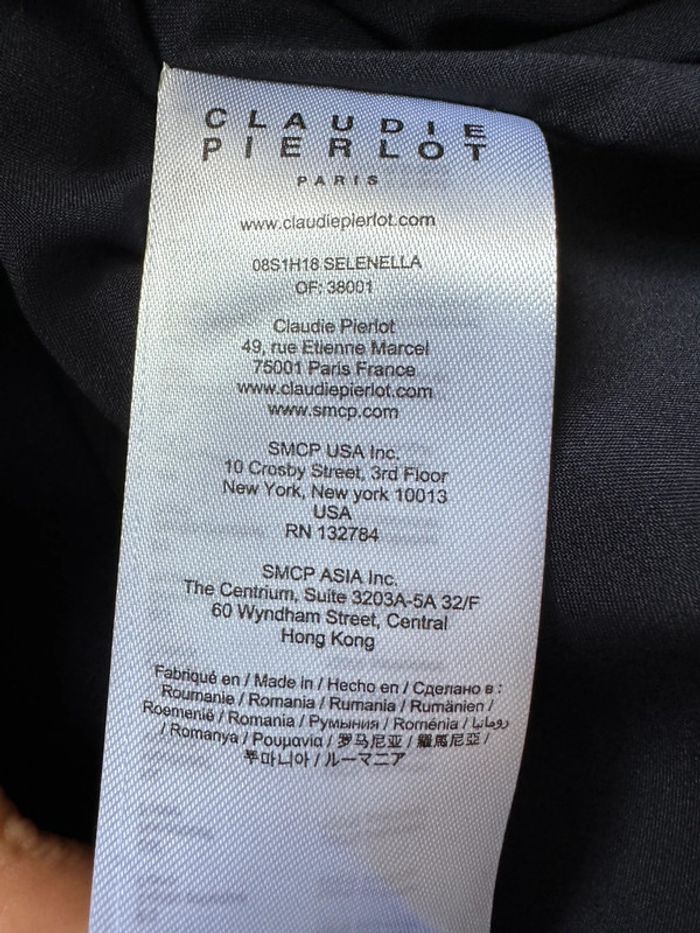 CLAUDIE
PIERLOT
PARIS
www.claudiepierlot.com
08S1H18 SELENELLA
OF: 38001
Claudie Pierlot
49, rue Etienne Marcel
75001 Paris France
www.claudiepierlot.com
www.smcp.com
SMCP USA Inc.
10 Crosby Street, 3rd Floor
New York, New york 10013
USA
RN 132784
SMCP ASIA Inc.
The Centrium, Suite 3203A-5A 32/F
60 Wyndham Street, Central
Hong Kong
Fabriqué en / Made in / Hecho en / Сделано в :
Roumanie / Romania / Rumania / Rumänien /
Roemenië / Romania / Румыния / Roménia / رومانيا
/ Romanya / Ρουμανία / 罗马尼亚 / 羅馬尼亞 /
루마니아 / ルーマニア